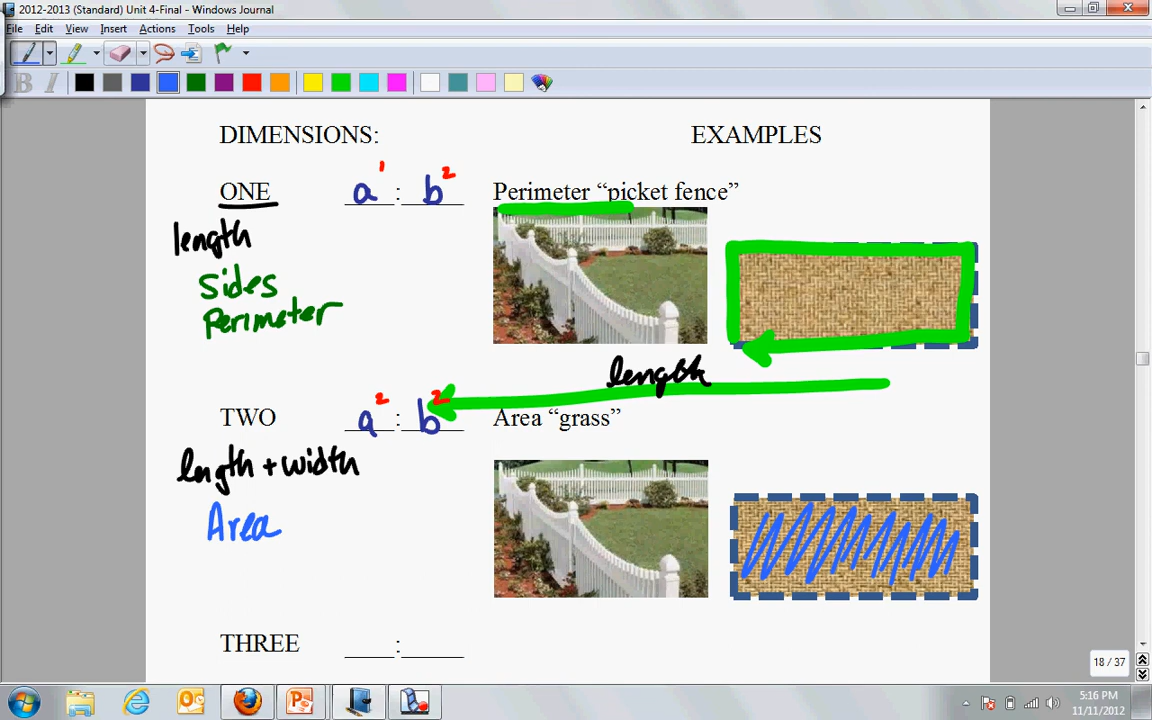 2012-2013 (Standard) Unit 4-Final - Windows Journal
File Edit View Insert Actions Tools Help
B I
DIMENSIONS: EXAMPLES
ONE a¹ : b² Perimeter “picket fence”
length
Sides
Perimeter
length
TWO a² : b² Area “grass”
length + width
Area
THREE ____:____
18 / 37
5:16 PM
11/11/2012